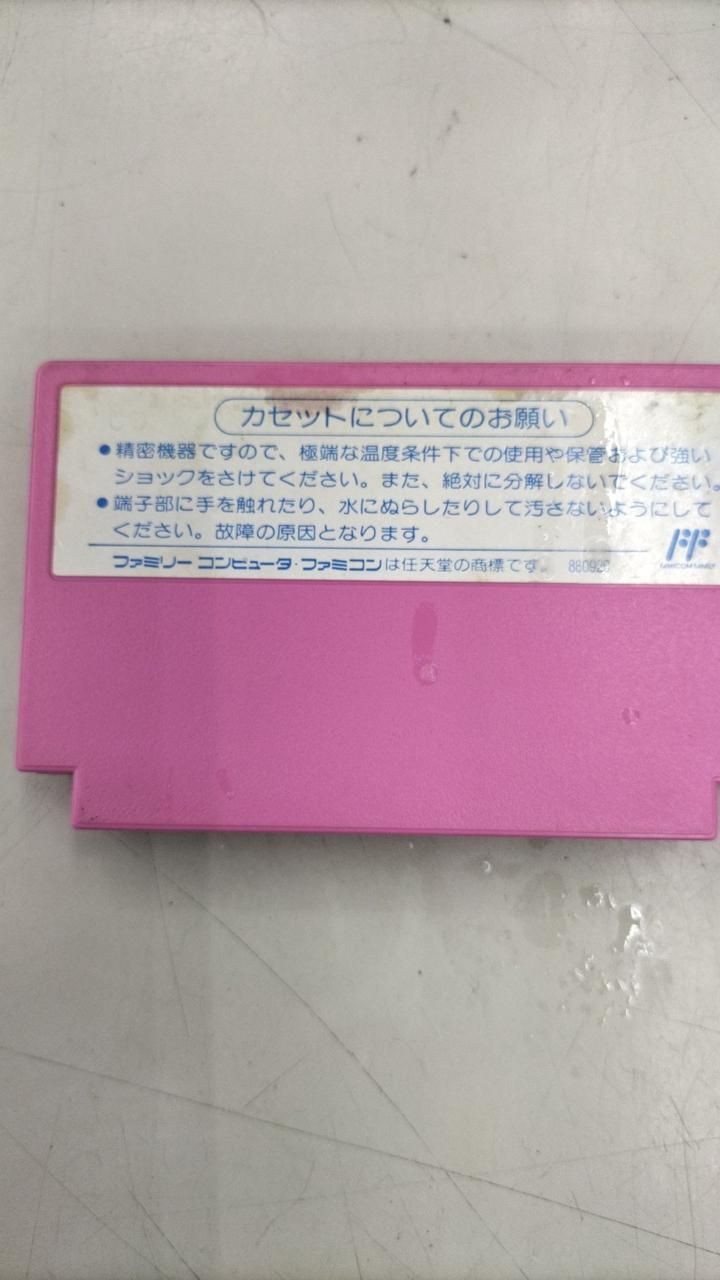 カセットについてのお願い
●精密機器ですので、極端な温度条件下での使用や保管および強い
ショックをさけてください。また、絶対に分解しないでください。
●端子部に手を触れたり、水にぬらしたりして汚さないようにして
ください。故障の原因となります。
FF
FAMICOM FAMILY
ファミリー コンピュータ・ファミコンは任天堂の商標です。 880920